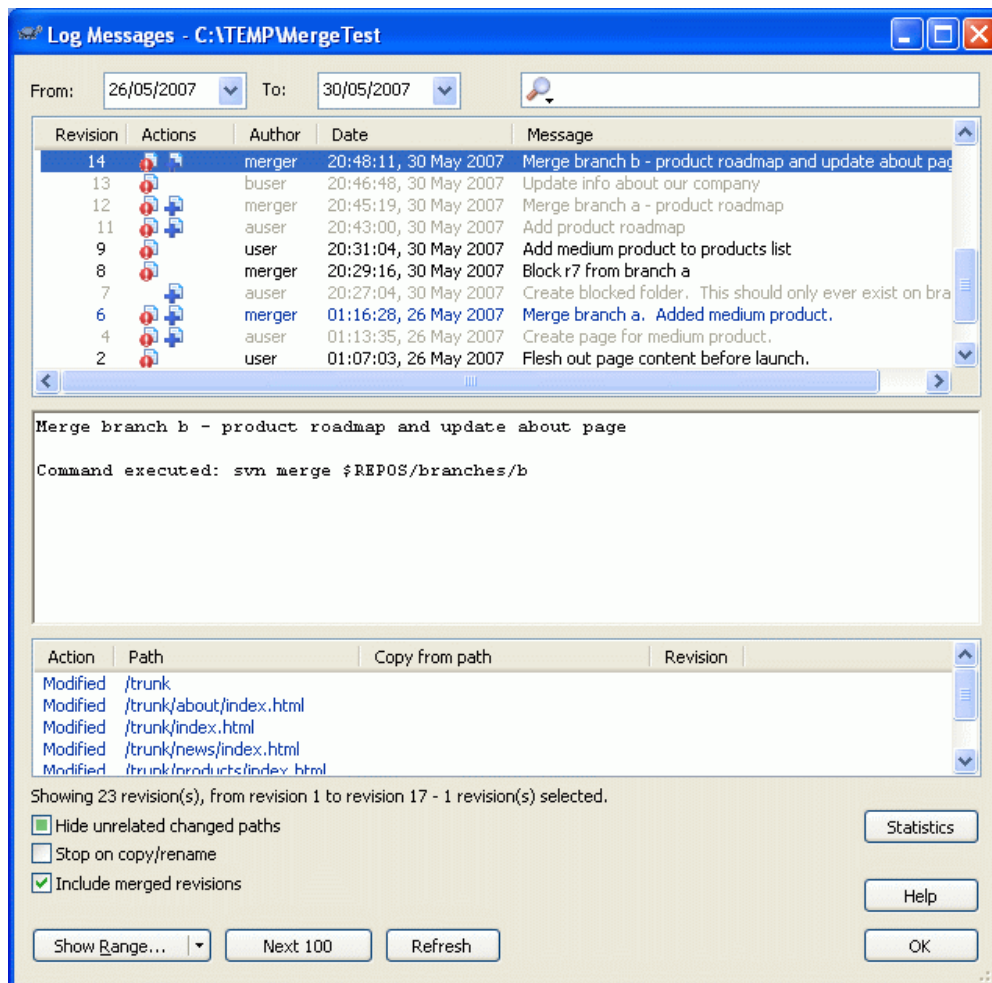 Log Messages - C:\TEMP\MergeTest
From: 26/05/2007 To: 30/05/2007
Revision Actions Author Date Message
14 merger 20:48:11, 30 May 2007 Merge branch b - product roadmap and update about pag
13 buser 20:46:48, 30 May 2007 Update info about our company
12 merger 20:45:19, 30 May 2007 Merge branch a - product roadmap
11 auser 20:43:00, 30 May 2007 Add product roadmap
9 user 20:31:04, 30 May 2007 Add medium product to products list
8 merger 20:29:16, 30 May 2007 Block r7 from branch a
7 auser 20:27:04, 30 May 2007 Create blocked folder. This should only ever exist on bra
6 merger 01:16:28, 26 May 2007 Merge branch a. Added medium product.
4 auser 01:13:35, 26 May 2007 Create page for medium product.
2 user 01:07:03, 26 May 2007 Flesh out page content before launch.
Merge branch b - product roadmap and update about page
Command executed: svn merge $REPOS/branches/b
Action Path Copy from path Revision
Modified /trunk
Modified /trunk/about/index.html
Modified /trunk/index.html
Modified /trunk/news/index.html
Modified /trunk/products/index.html
Showing 23 revision(s), from revision 1 to revision 17 - 1 revision(s) selected.
Hide unrelated changed paths
Statistics
Stop on copy/rename
Include merged revisions
Help
Show Range... Next 100 Refresh OK